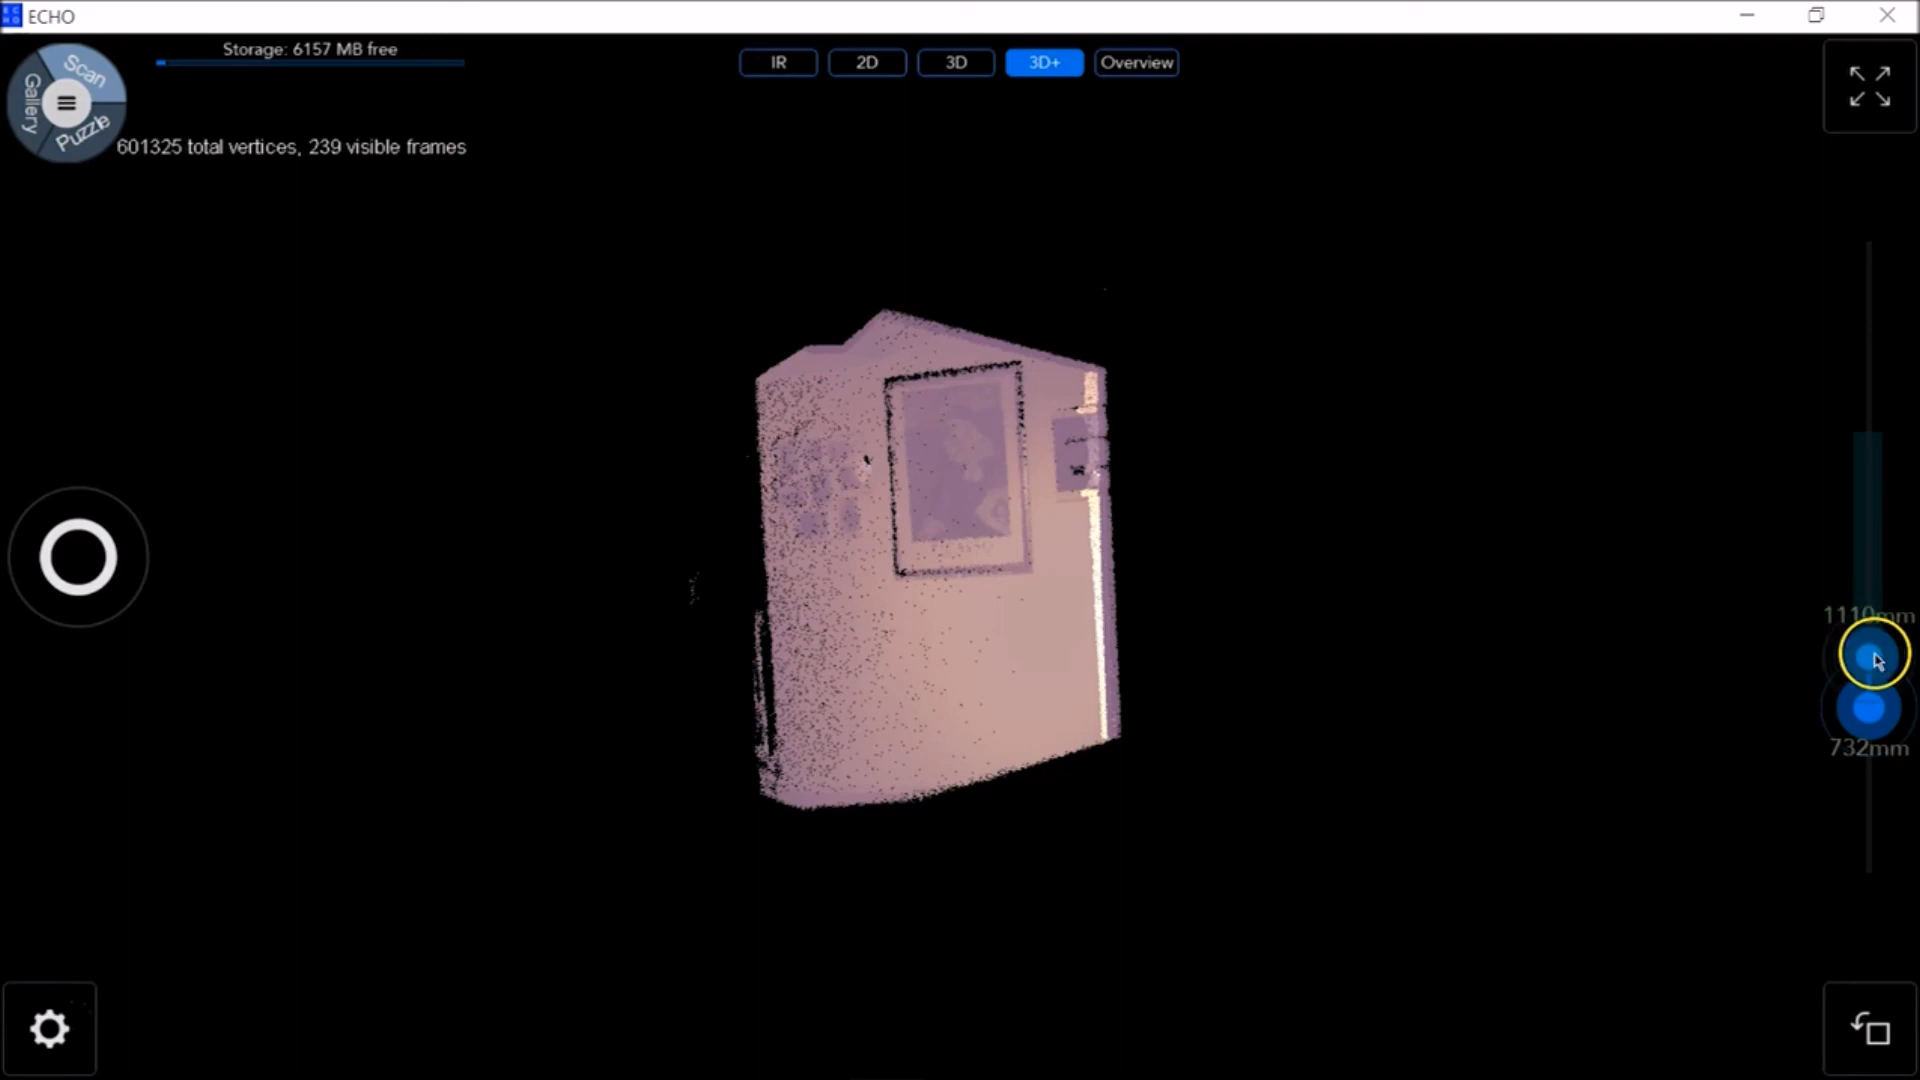 ECHO
Storage: 6157 MB free
IR
2D
3D
3D+
Overview
Scan
Gallery
Puzzle
601325 total vertices, 239 visible frames
1110mm
732mm